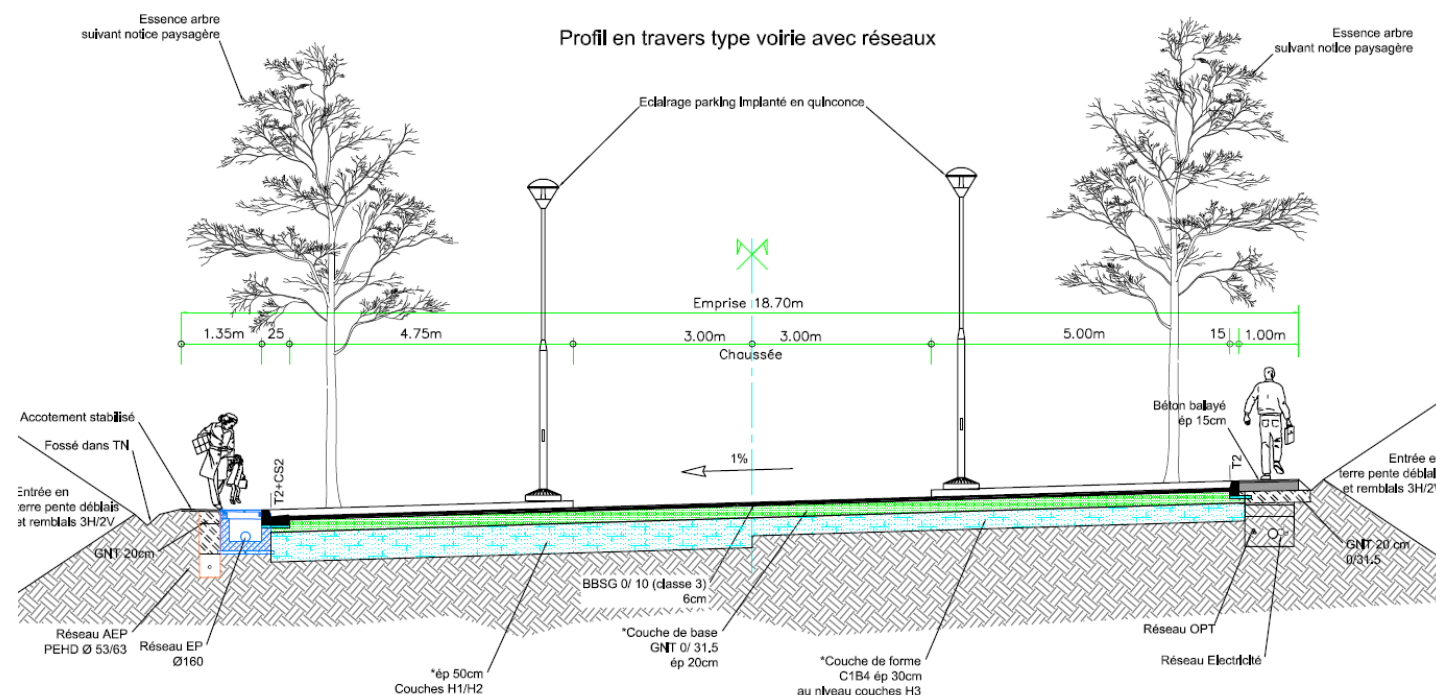 Essence arbre
suivant notice paysagère
Profil en travers type voirie avec réseaux
Essence arbre
suivant notice paysagère
Eclairage parking implanté en quinconce
Emprise 18.70m
1.35m
25
4.75m
3.00m
3.00m
5.00m
15
1.00m
Chaussée
Accotement stabilisé
Fossé dans TN
Entrée en
terre pente déblais
et remblais 3H/2V
GNT 20cm
T2+CS2
1%
Béton balayé
ép 15cm
T2
Entrée e
terre pente débla
et remblais 3H/2
GNT 20 cm
0/31.5
BBSG 0/ 10 (classe 3)
6cm
Réseau AEP
PEHD Ø 53/63
Réseau EP
Ø160
*ép 50cm
Couches H1/H2
*Couche de base
GNT 0/ 31.5
ép 20cm
*Couche de forme
C1B4 ép 30cm
au niveau couches H3
Réseau OPT
Réseau Electricité